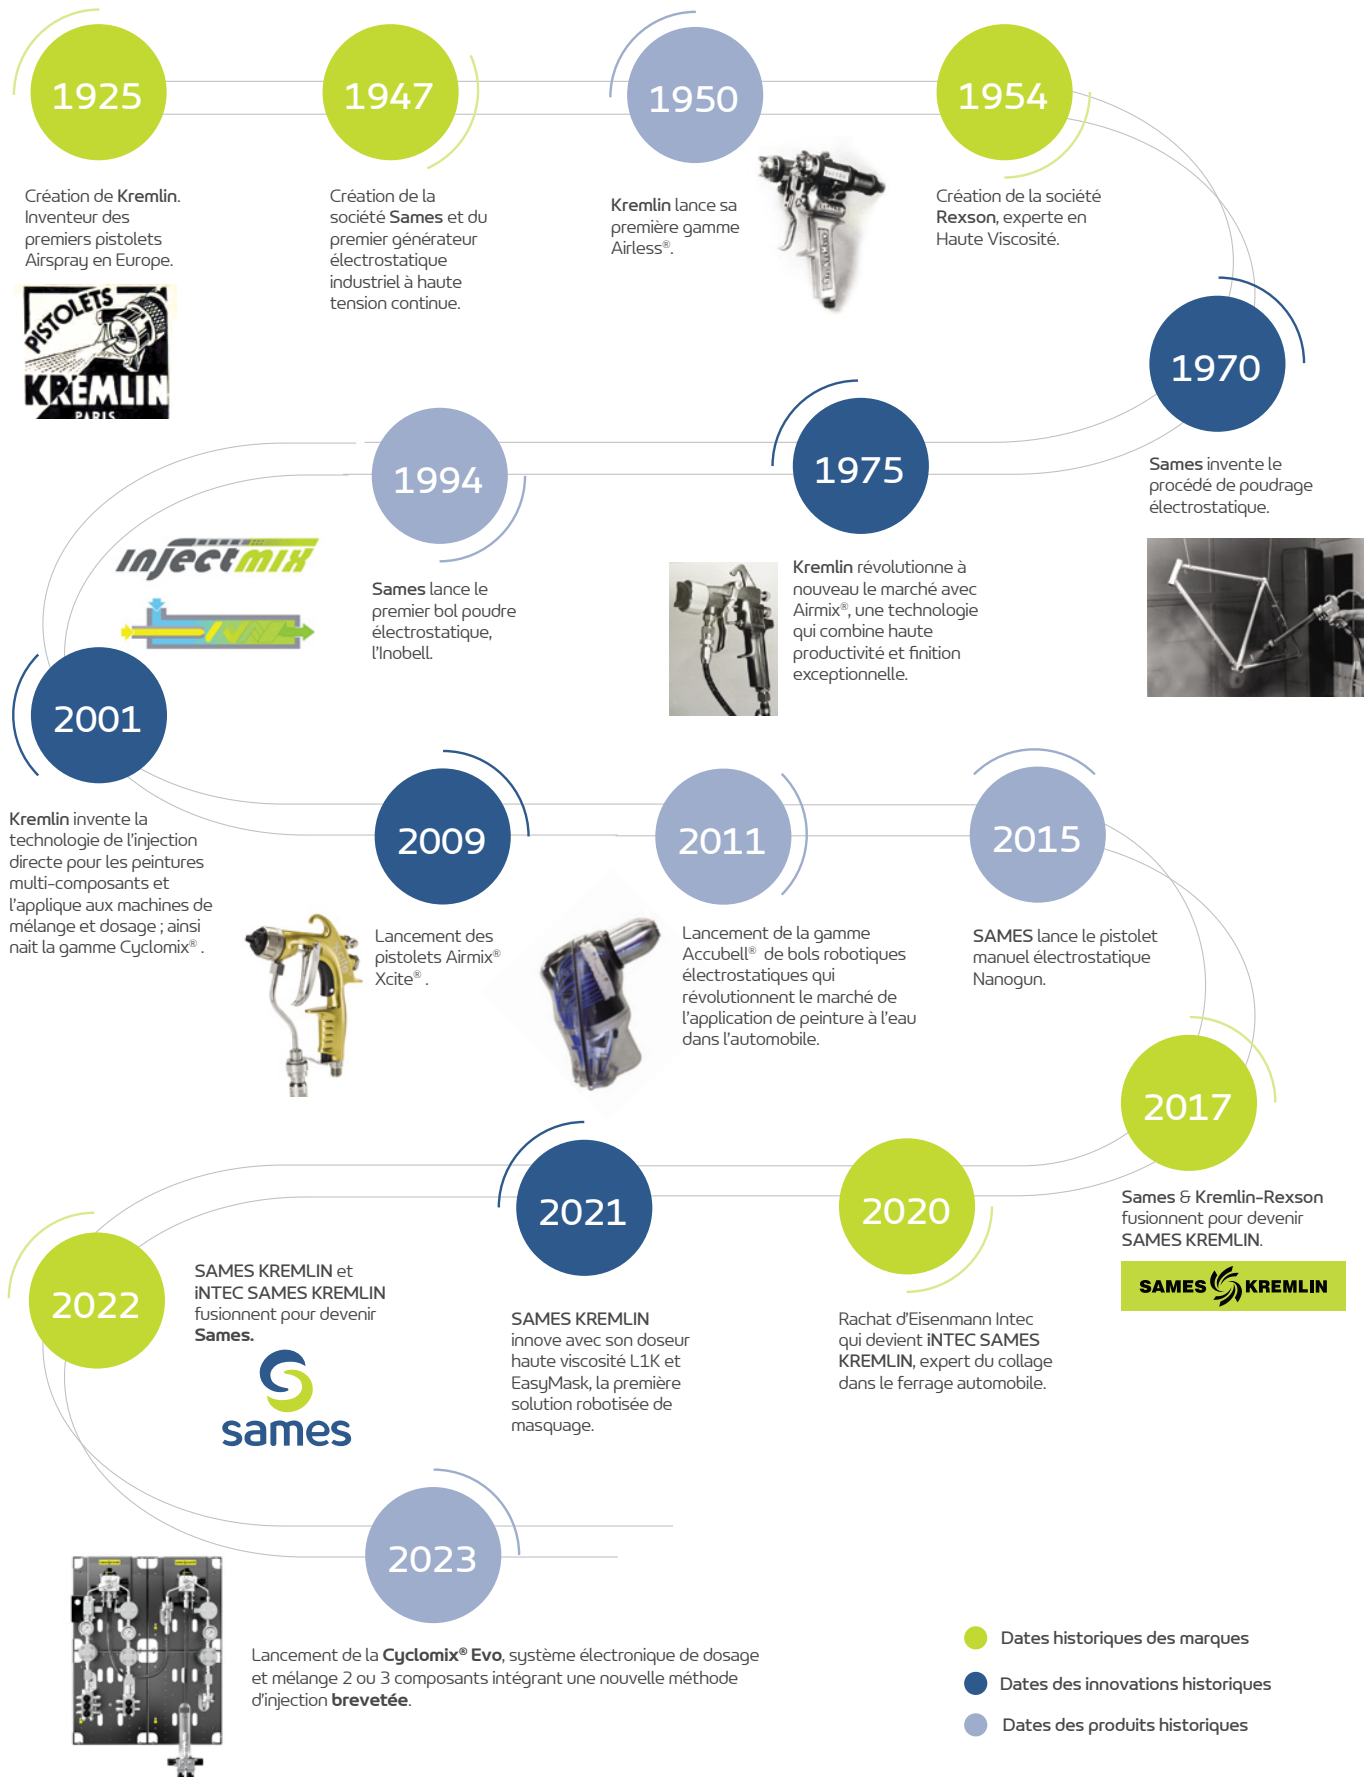 1925
Création de Kremlin.
Inventeur des
premiers pistolets
Airspray en Europe.
PISTOLETS
KREMLIN
PARIS
1947
Création de la
société Sames et du
premier générateur
électrostatique
industriel à haute
tension continue.
1950
Kremlin lance sa
première gamme
Airless®.
1954
Création de la société
Rexson, experte en
Haute Viscosité.
1970
Sames invente le
procédé de poudrage
électrostatique.
1975
Kremlin révolutionne à
nouveau le marché avec
Airmix®, une technologie
qui combine haute
productivité et finition
exceptionnelle.
1994
Sames lance le
premier bol poudre
électrostatique,
l'Inobell.
injectmix
2001
Kremlin invente la
technologie de l'injection
directe pour les peintures
multi-composants et
l'applique aux machines de
mélange et dosage ; ainsi
nait la gamme Cyclomix® .
2009
Lancement des
pistolets Airmix®
Xcite® .
2011
Lancement de la gamme
Accubell® de bols robotiques
électrostatiques qui
révolutionnent le marché de
l'application de peinture à l'eau
dans l'automobile.
2015
SAMES lance le pistolet
manuel électrostatique
Nanogun.
2017
Sames & Kremlin-Rexson
fusionnent pour devenir
SAMES KREMLIN.
SAMES KREMLIN
2020
Rachat d'Eisenmann Intec
qui devient iNTEC SAMES
KREMLIN, expert du collage
dans le ferrage automobile.
2021
SAMES KREMLIN
innove avec son doseur
haute viscosité L1K et
EasyMask, la première
solution robotisée de
masquage.
2022
SAMES KREMLIN et
iNTEC SAMES KREMLIN
fusionnent pour devenir
Sames.
sames
2023
Lancement de la Cyclomix® Evo, système électronique de dosage
et mélange 2 ou 3 composants intégrant une nouvelle méthode
d'injection brevetée.
Dates historiques des marques
Dates des innovations historiques
Dates des produits historiques